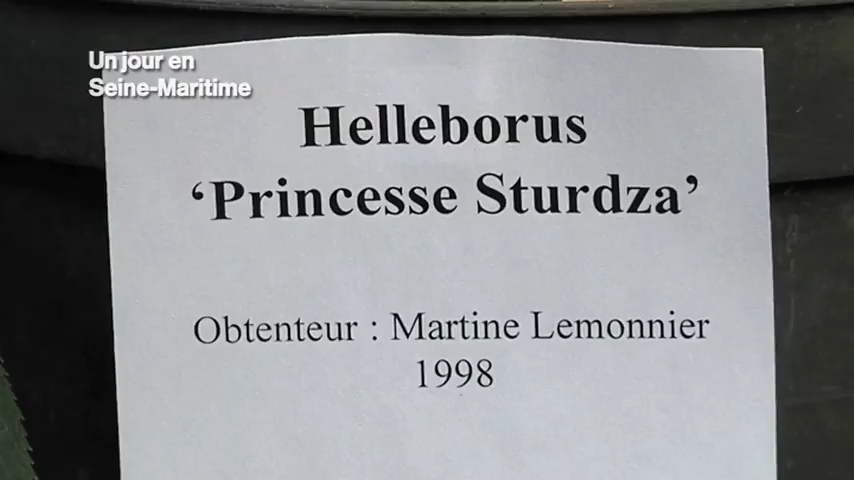 Un jour en
Seine-Maritime
Helleborus
‘Princesse Sturdza’
Obtenteur : Martine Lemonnier
1998